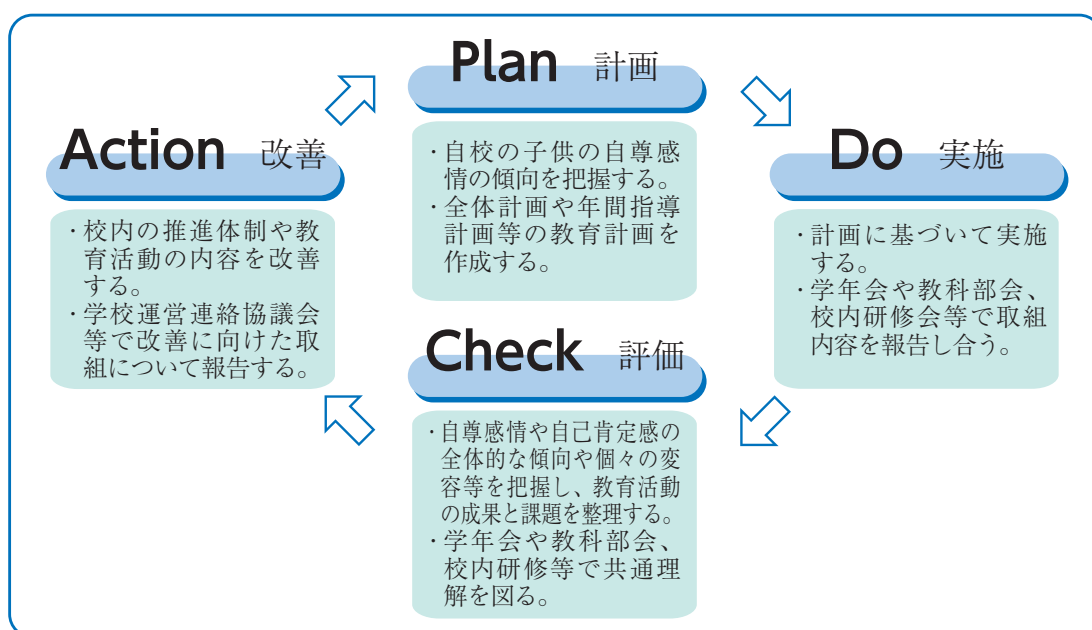 Plan 計画
・自校の子供の自尊感
情の傾向を把握する。
・全体計画や年間指導
計画等の教育計画を
作成する。
Do 実施
・計画に基づいて実施
する。
・学年会や教科部会、
校内研修会等で取組
内容を報告し合う。
Check 評価
・自尊感情や自己肯定感の
全体的な傾向や個々の変
容等を把握し、教育活動
の成果と課題を整理する。
・学年会や教科部会、
校内研修等で共通理
解を図る。
Action 改善
・校内の推進体制や教
育活動の内容を改善
する。
・学校運営連絡協議会
等で改善に向けた取
組について報告する。